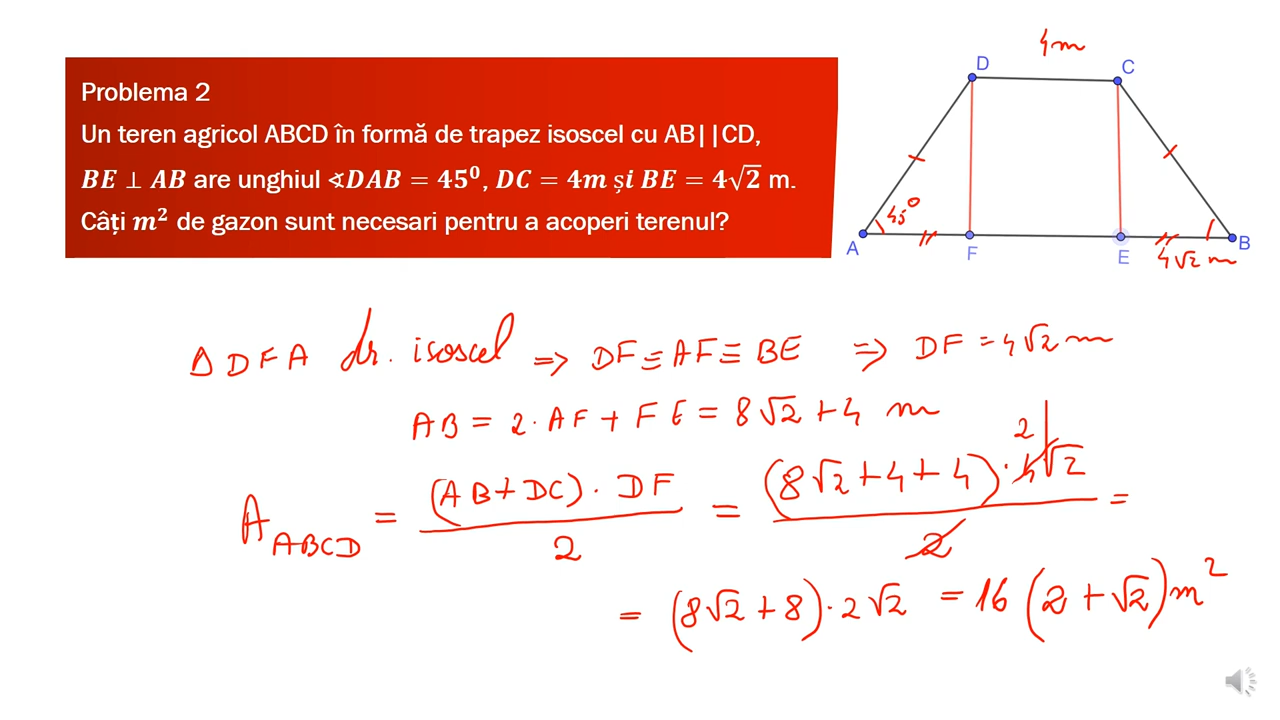 Problema 2
Un teren agricol ABCD în formă de trapez isoscel cu AB||CD,
BE ⊥ AB are unghiul ∢DAB = 45⁰, DC = 4m și BE = 4√2 m.
Câți m² de gazon sunt necesari pentru a acoperi terenul?
4m
D C
45°
A F E B
4√2 m
Δ DFA dr. isoscel => DF ≡ AF ≡ BE => DF = 4√2 m
AB = 2·AF + FE = 8√2 + 4 m
A_ABCD = (AB+DC)·DF / 2 = (8√2+4+4)·4√2 / 2 =
2
= (8√2+8)·2√2 = 16(2+√2) m²